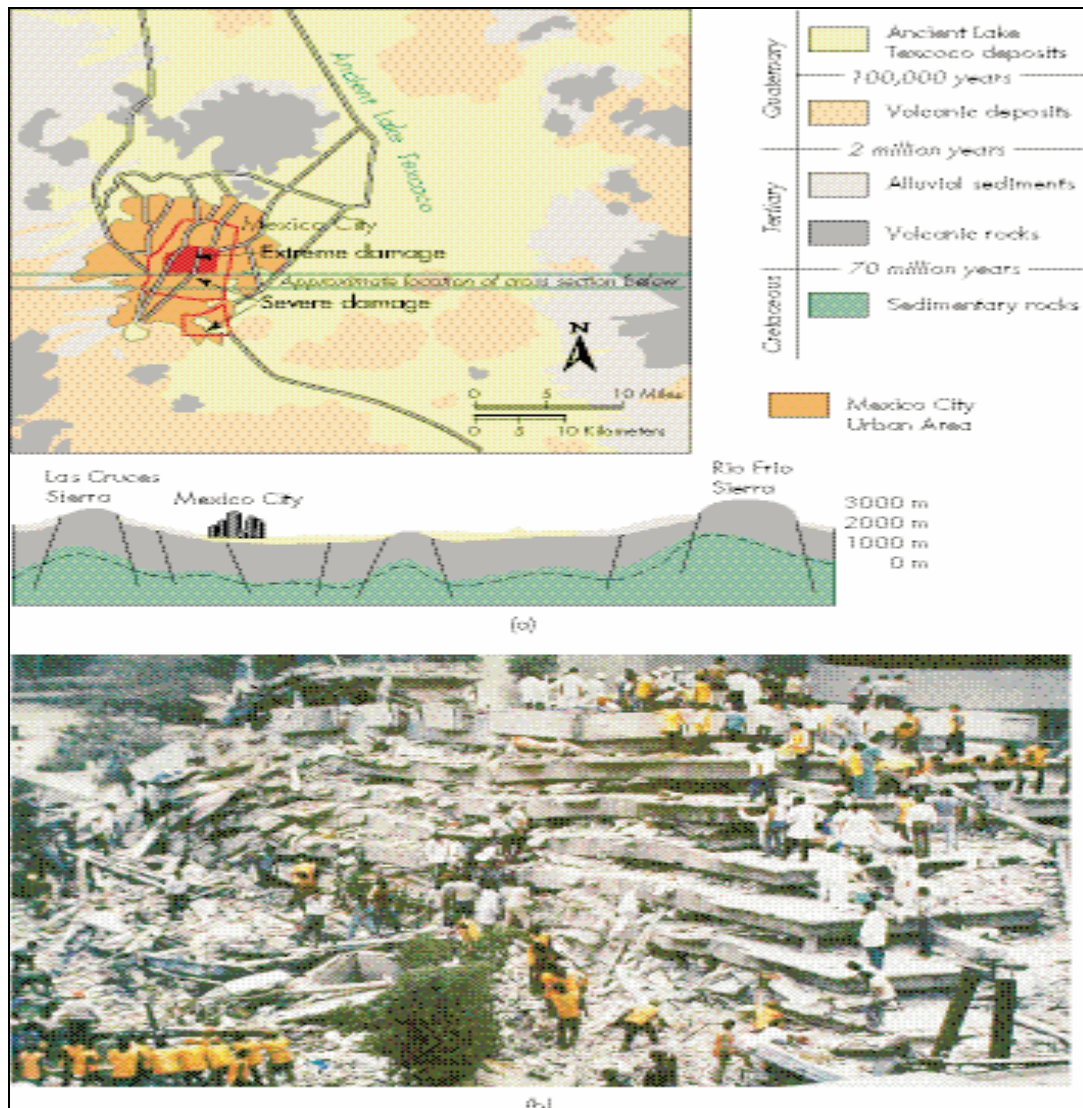 Ancient Lake
Texcoco deposits
100,000 years
Volcanic deposits
2 million years
Alluvial sediments
Volcanic rocks
70 million years
Sedimentary rocks
Quaternary
Tertiary
Cretaceous
Mexico City
Urban Area
Ancient Lake Texcoco
Mexico City
Extreme damage
Approximate location of cross section below
Severe damage
N
0 5 10 Miles
0 5 10 Kilometers
Las Cruces
Sierra
Mexico City
Rio Frio
Sierra
3000 m
2000 m
1000 m
0 m
(a)
(b)